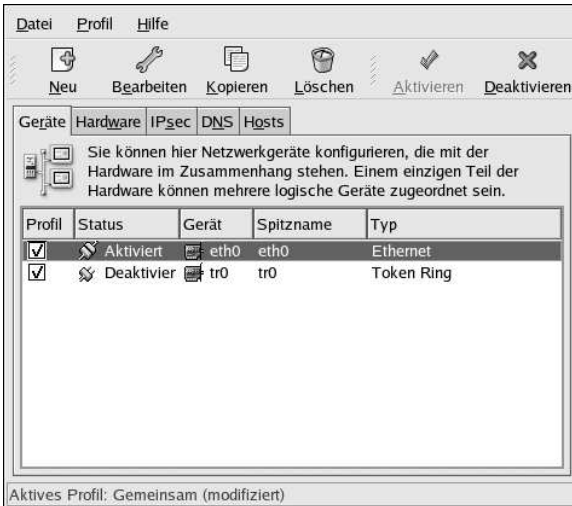 Datei Profil Hilfe
Neu Bearbeiten Kopieren Löschen Aktivieren Deaktivieren
Geräte Hardware IPsec DNS Hosts
Sie können hier Netzwerkgeräte konfigurieren, die mit der
Hardware im Zusammenhang stehen. Einem einzigen Teil der
Hardware können mehrere logische Geräte zugeordnet sein.
Profil Status Gerät Spitzname Typ
Aktiviert eth0 eth0 Ethernet
Deaktivier tr0 tr0 Token Ring
Aktives Profil: Gemeinsam (modifiziert)